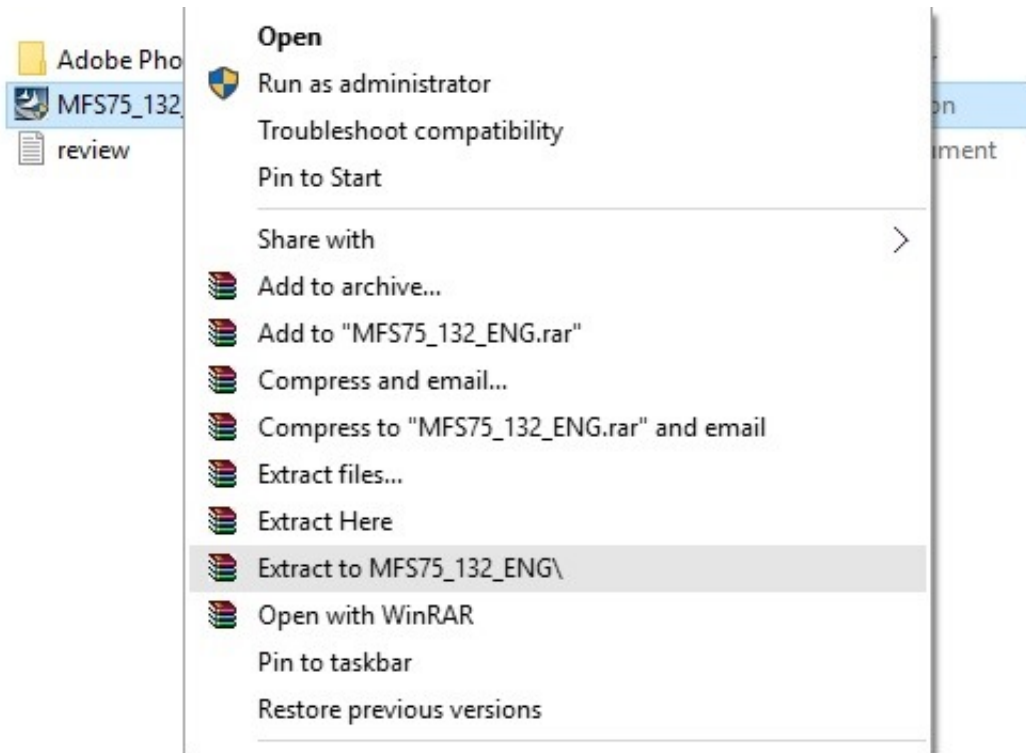 Adobe Pho
MFS75_132_
review
on
ument
Open
Run as administrator
Troubleshoot compatibility
Pin to Start
Share with
Add to archive...
Add to "MFS75_132_ENG.rar"
Compress and email...
Compress to "MFS75_132_ENG.rar" and email
Extract files...
Extract Here
Extract to MFS75_132_ENG\
Open with WinRAR
Pin to taskbar
Restore previous versions